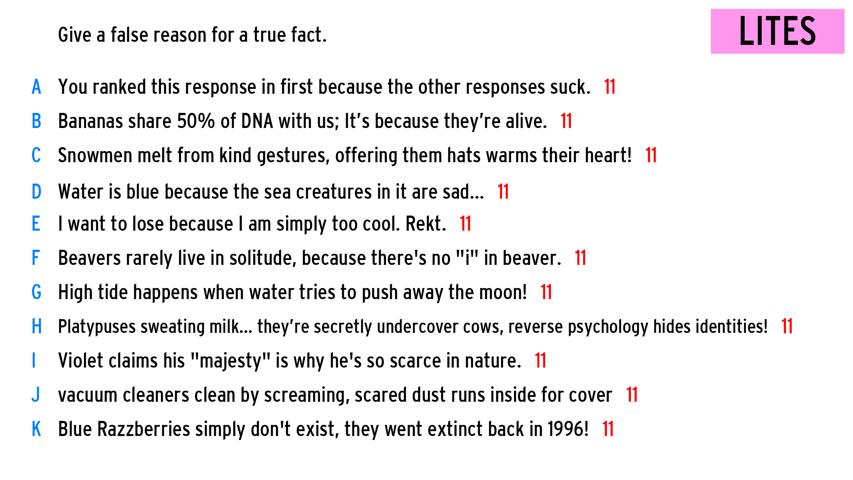 Give a false reason for a true fact.
LITES
A You ranked this response in first because the other responses suck. 11
B Bananas share 50% of DNA with us; It's because they're alive. 11
C Snowmen melt from kind gestures, offering them hats warms their heart! 11
D Water is blue because the sea creatures in it are sad... 11
E I want to lose because I am simply too cool. Rekt. 11
F Beavers rarely live in solitude, because there's no "i" in beaver. 11
G High tide happens when water tries to push away the moon! 11
H Platypuses sweating milk... they're secretly undercover cows, reverse psychology hides identities! 11
I Violet claims his "majesty" is why he's so scarce in nature. 11
J vacuum cleaners clean by screaming, scared dust runs inside for cover 11
K Blue Razzberries simply don't exist, they went extinct back in 1996! 11